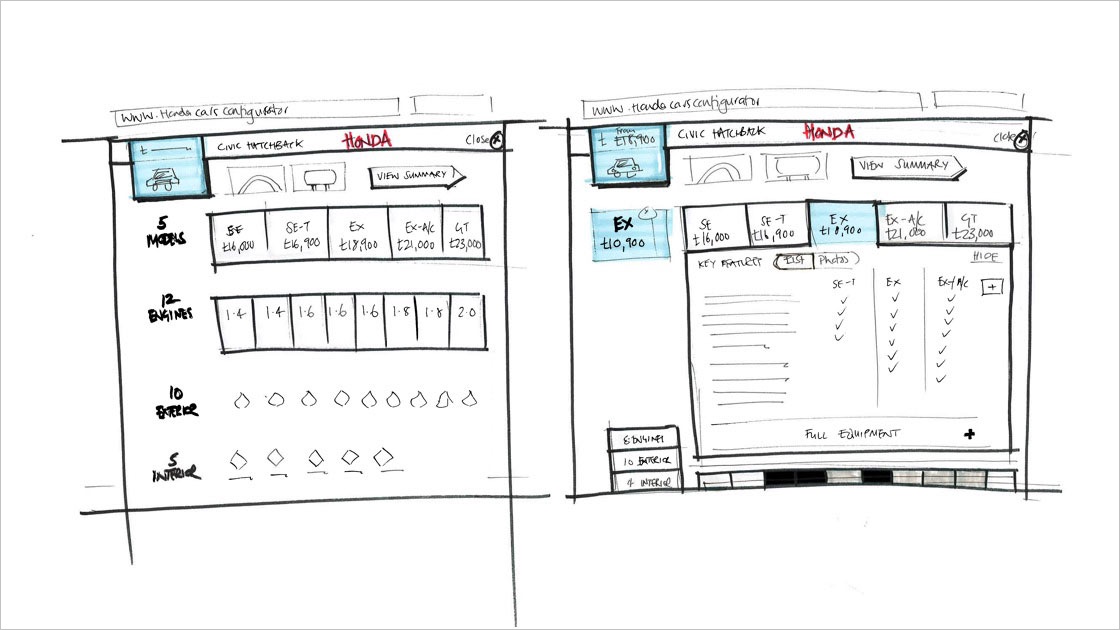 www.Honda cars configurator
CIVIC HATCHBACK HONDA Close X
£
VIEW SUMMARY
5 MODELS
SE £16,000
SE-T £16,900
EX £18,900
EX-A/C £21,000
GT £23,000
12 ENGINES
1.4 1.4 1.6 1.6 1.6 1.8 1.8 2.0
10 EXTERIOR
5 INTERIOR
www.Honda cars configurator
from £18,900
CIVIC HATCHBACK HONDA Close X
VIEW SUMMARY
EX £10,900
SE £16,000
SE-T £16,900
EX £18,900
EX-A/C £21,000
GT £23,000
KEY FEATURES LIST Photos HIDE
SE-T EX EX-A/C +
FULL EQUIPMENT +
8 ENGINES
10 EXTERIOR
4 INTERIOR